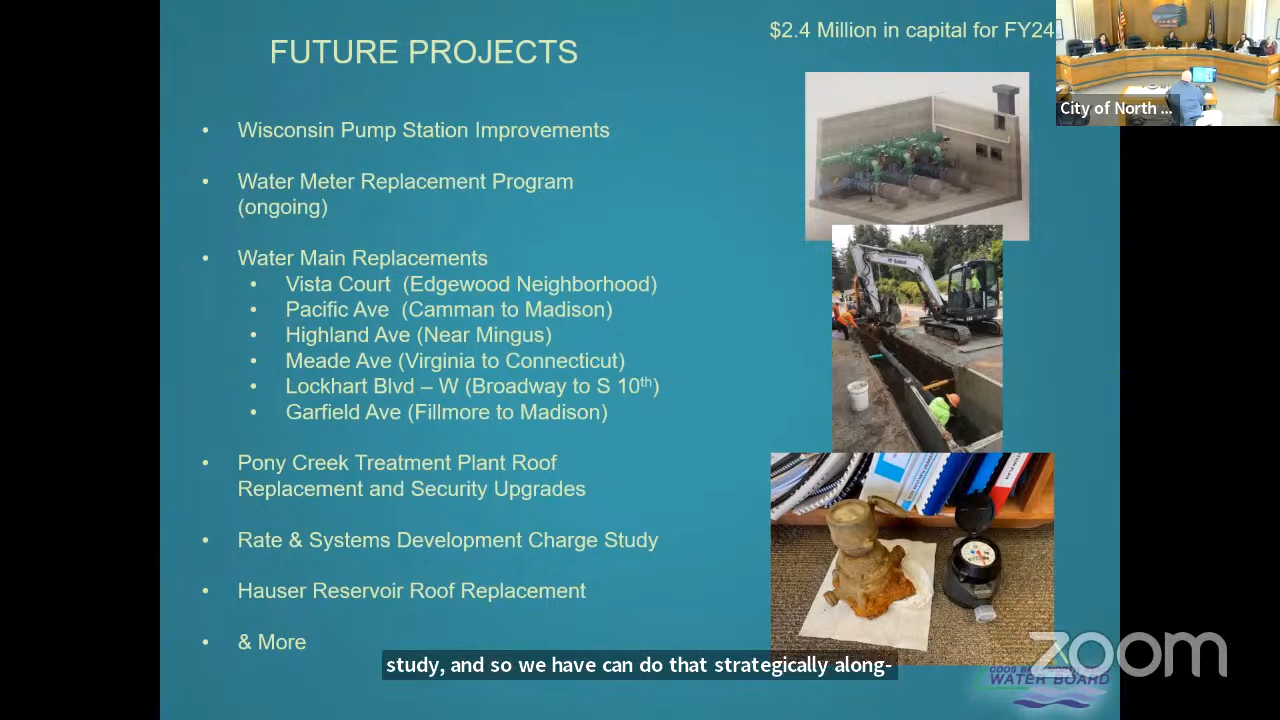 FUTURE PROJECTS
$2.4 Million in capital for FY24
City of North ...
• Wisconsin Pump Station Improvements
• Water Meter Replacement Program
(ongoing)
• Water Main Replacements
• Vista Court (Edgewood Neighborhood)
• Pacific Ave (Camman to Madison)
• Highland Ave (Near Mingus)
• Meade Ave (Virginia to Connecticut)
• Lockhart Blvd – W (Broadway to S 10th)
• Garfield Ave (Fillmore to Madison)
• Pony Creek Treatment Plant Roof
Replacement and Security Upgrades
• Rate & Systems Development Charge Study
• Hauser Reservoir Roof Replacement
• & More
study, and so we have can do that strategically along-
zoom
COOS BAY
WATER BOARD